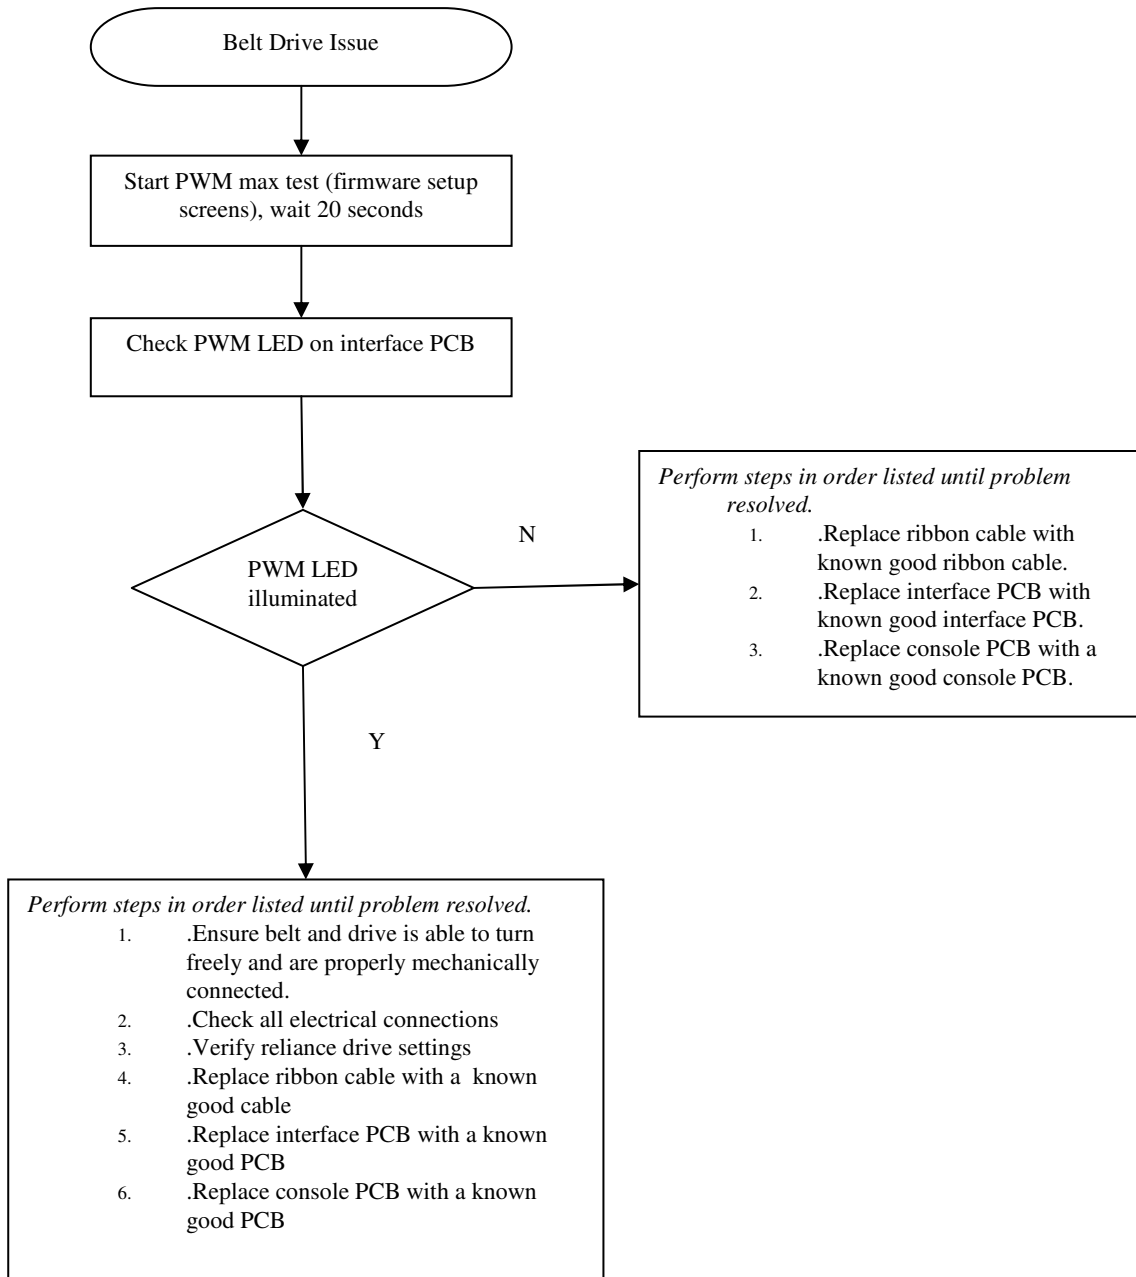 Belt Drive Issue
Start PWM max test (firmware setup
screens), wait 20 seconds
Check PWM LED on interface PCB
PWM LED
illuminated
N
Perform steps in order listed until problem
resolved.
1. .Replace ribbon cable with
known good ribbon cable.
2. .Replace interface PCB with
known good interface PCB.
3. .Replace console PCB with a
known good console PCB.
Y
Perform steps in order listed until problem resolved.
1. .Ensure belt and drive is able to turn
freely and are properly mechanically
connected.
2. .Check all electrical connections
3. .Verify reliance drive settings
4. .Replace ribbon cable with a  known
good cable
5. .Replace interface PCB with a known
good PCB
6. .Replace console PCB with a known
good PCB